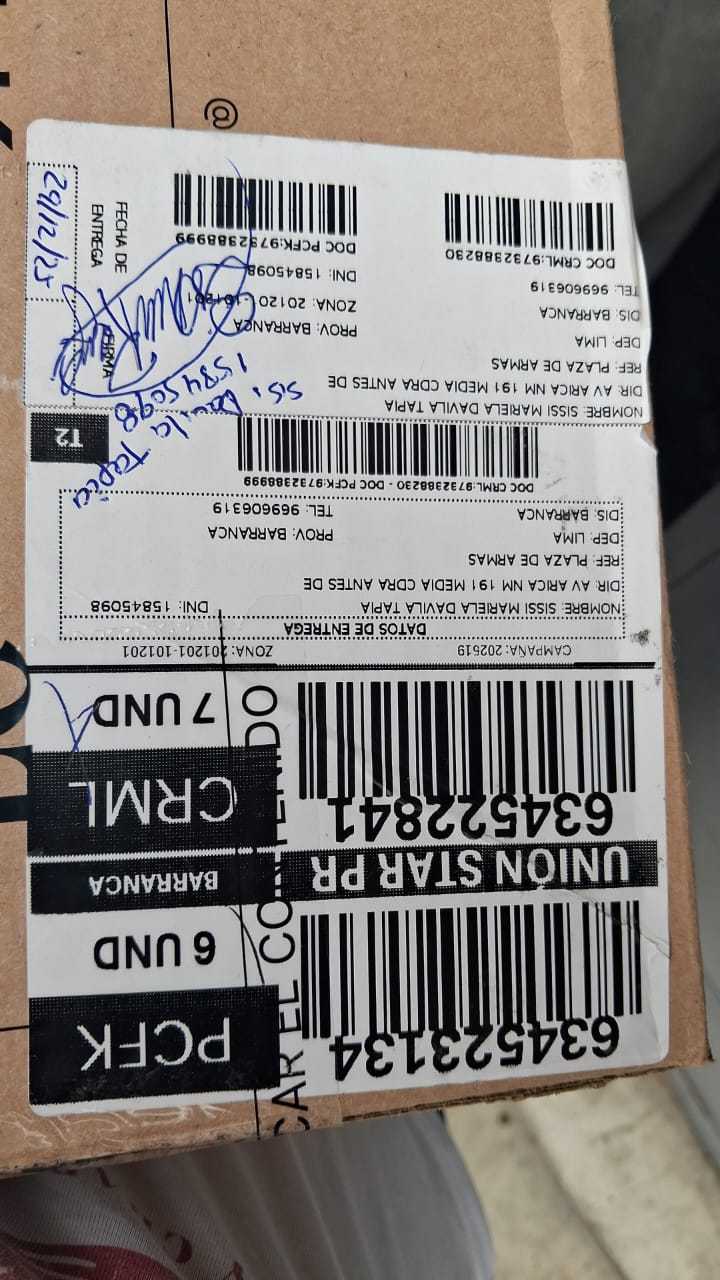 PCFK
6 UND
634523134
BARRANCA
UNIÓN STAR PR
CRML
7 UND
634522841
CAMPAÑA: 202519
ZONA: 201201-101201
DATOS DE ENTREGA
NOMBRE: SISSI MARIELA DAVILA TAPIA
DNI: 15845098
DIR: AV ARICA NM 191 MEDIA CDRA ANTES DE
REF: PLAZA DE ARMAS
DEP: LIMA
PROV: BARRANCA
DIS: BARRANCA
TEL: 969606319
DOC CRML:9732388230 - DOC PCFK:9732388999
T2
NOMBRE: SISSI MARIELA DAVILA TAPIA
DIR: AV ARICA NM 191 MEDIA CDRA ANTES DE
REF: PLAZA DE ARMAS
DEP: LIMA
PROV: BARRANCA
DIS: BARRANCA
TEL: 969606319
DNI: 15845098
DOC CRML:9732388230
DOC PCFK:9732388999
FIRMA
FECHA DE
ENTREGA
29/12/25
Davila Tapia
15845098
@